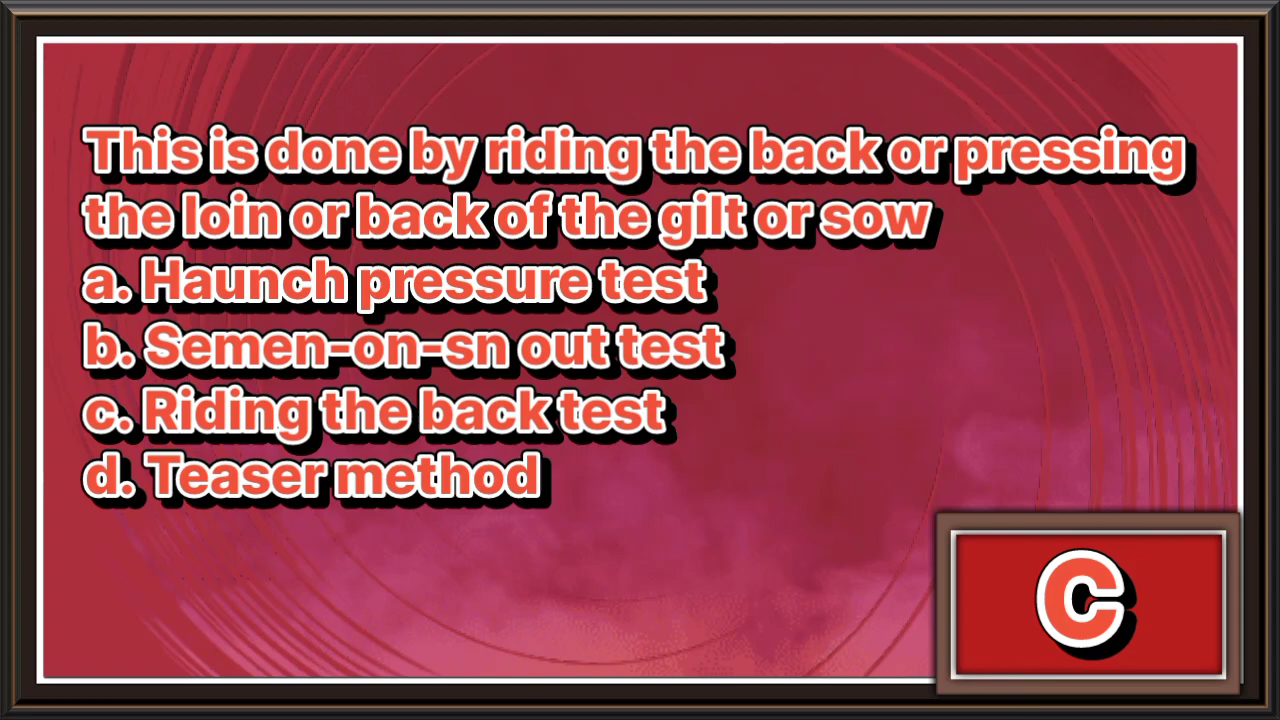 This is done by riding the back or pressing
the loin or back of the gilt or sow
a. Haunch pressure test
b. Semen-on-sn out test
c. Riding the back test
d. Teaser method
C